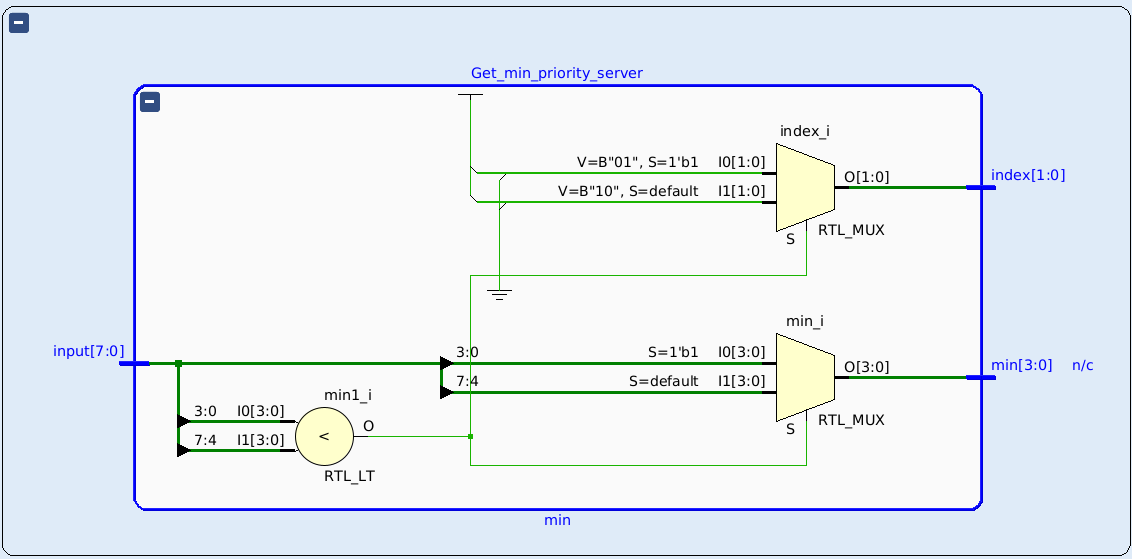 Get_min_priority_server
index_i
V=B"01", S=1'b1 I0[1:0]
V=B"10", S=default I1[1:0]
O[1:0]
index[1:0]
S
RTL_MUX
min_i
input[7:0]
3:0
S=1'b1 I0[3:0]
7:4
S=default I1[3:0]
O[3:0]
min[3:0] n/c
S
RTL_MUX
min1_i
3:0 I0[3:0]
7:4 I1[3:0]
<
O
RTL_LT
min